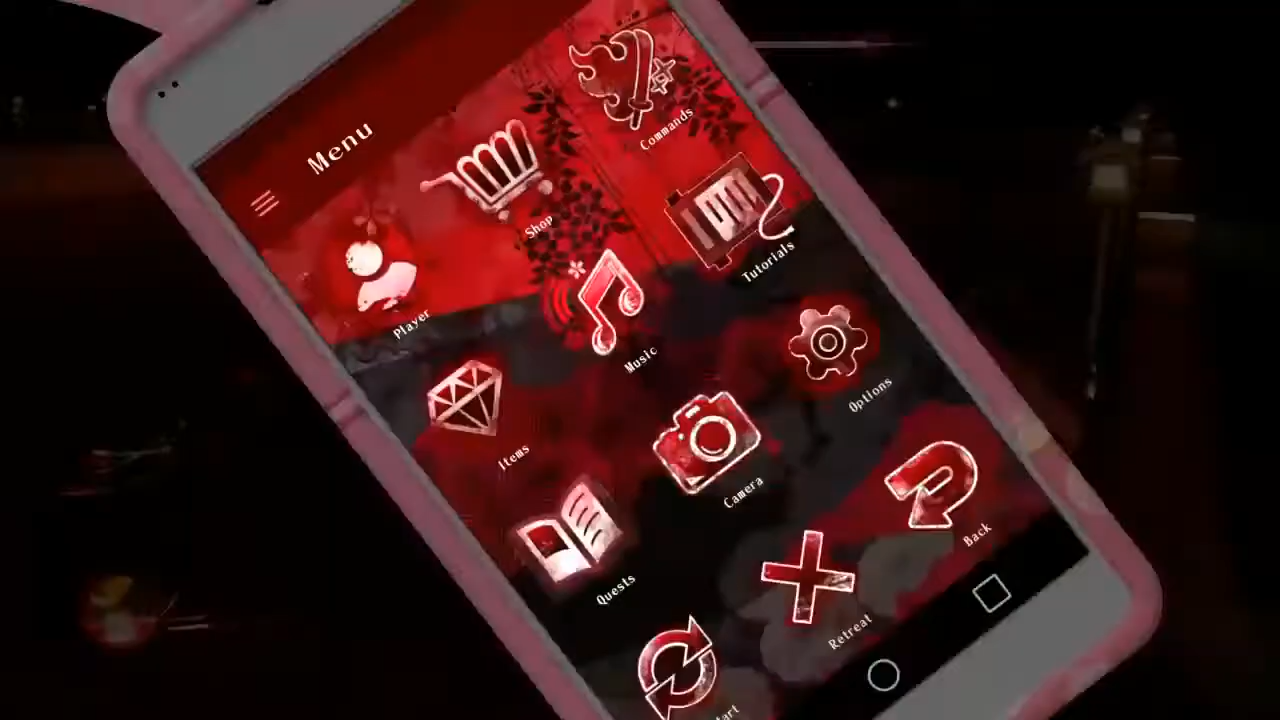 Menu
Player
Shop
Commands
Items
Music
Tutorials
Quests
Camera
Options
Retreat
Back